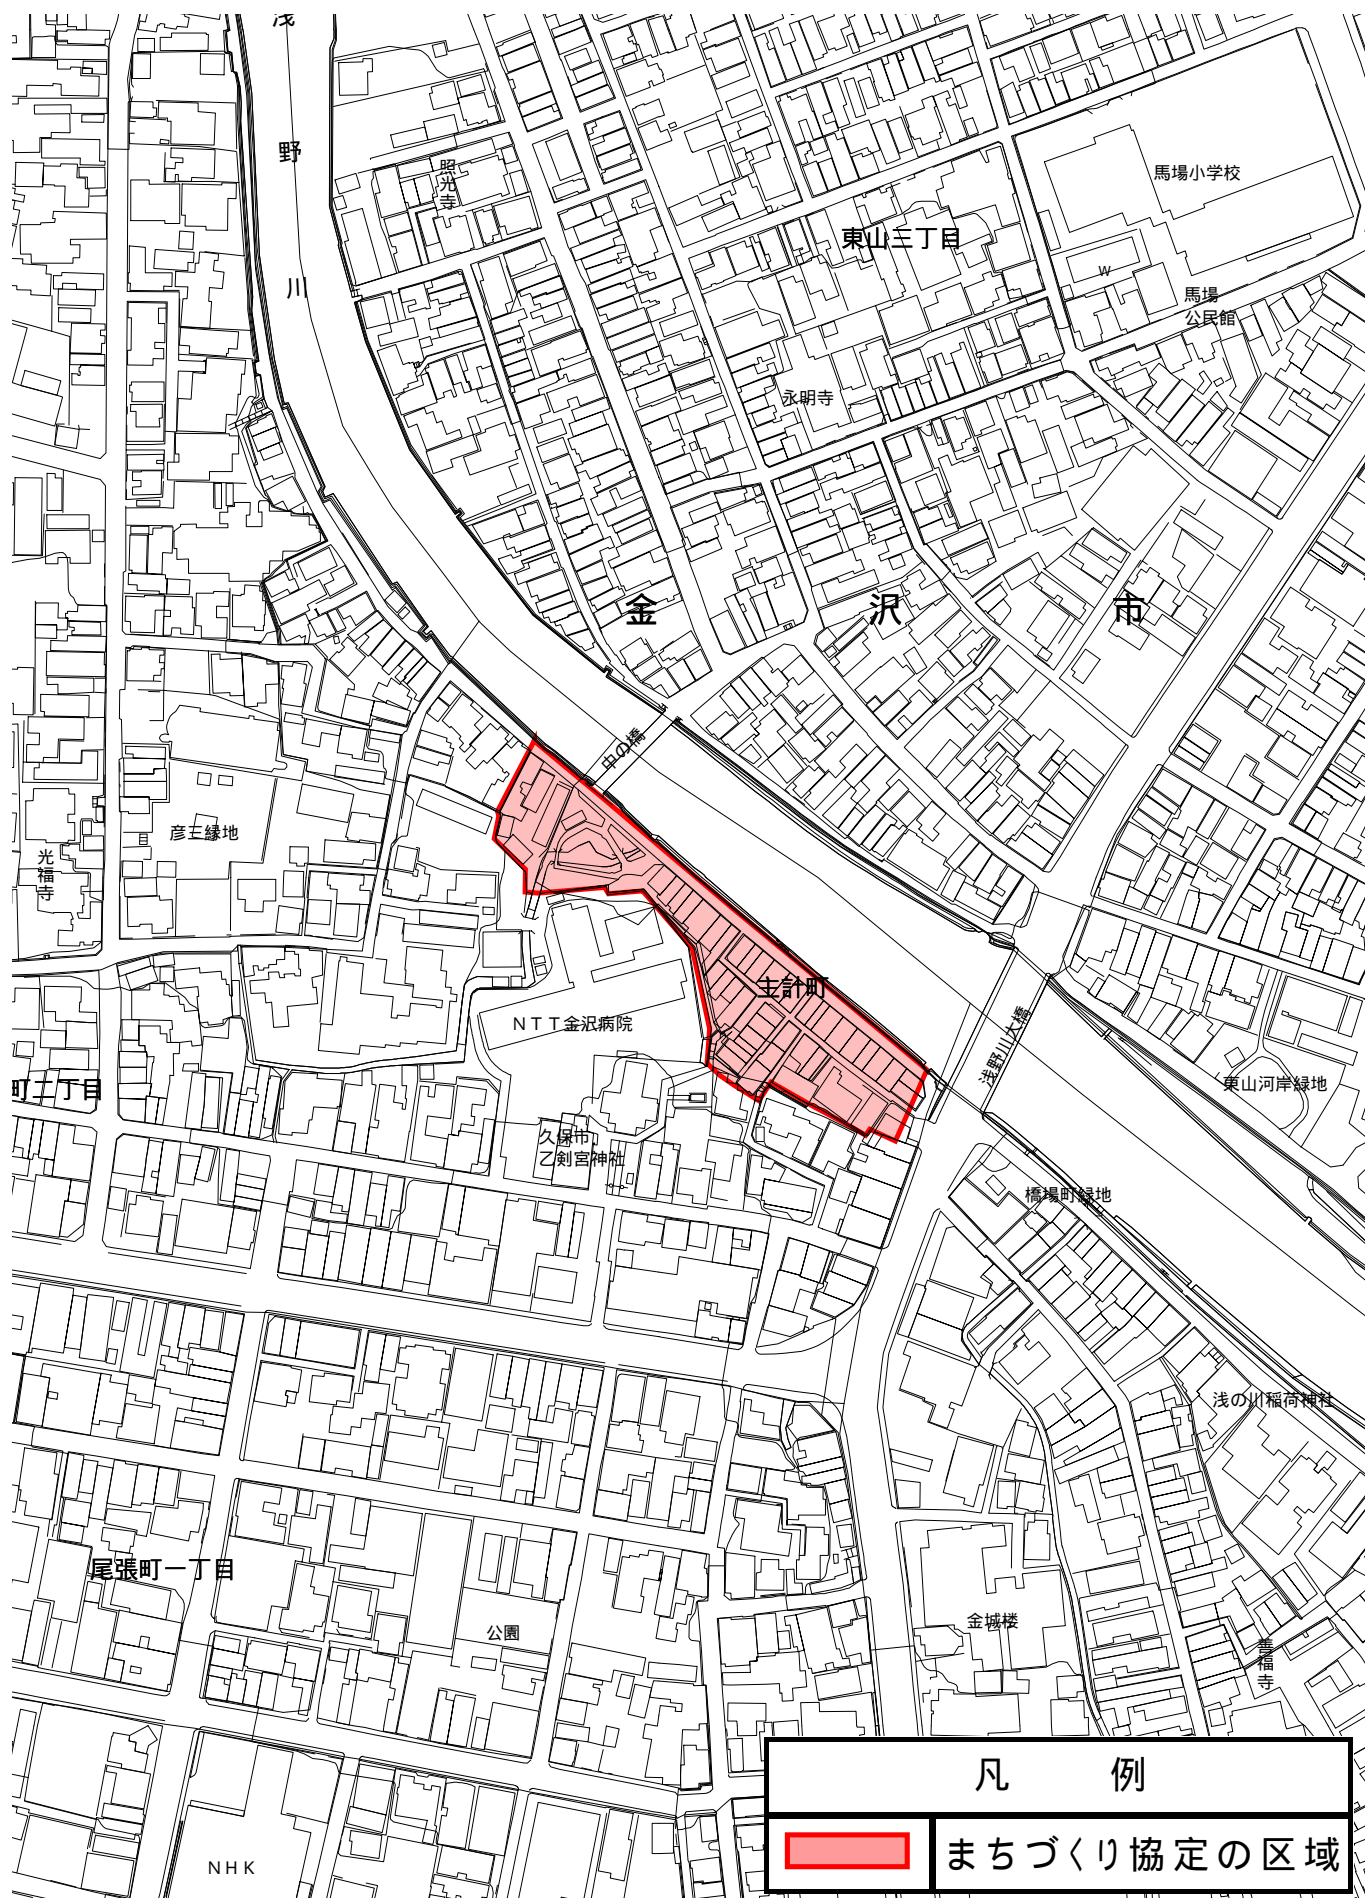 浅
野
川
照光寺
馬場小学校
東山三丁目
W
馬場
公民館
永明寺
金沢市
中の橋
彦三緑地
光福寺
主計町
NTT金沢病院
浅野川大橋
東山河岸緑地
町二丁目
久保市
乙剣宮神社
橋場町緑地
浅の川稲荷神社
尾張町一丁目
公園
金城楼
善福寺
NHK
凡例
まちづくり協定の区域